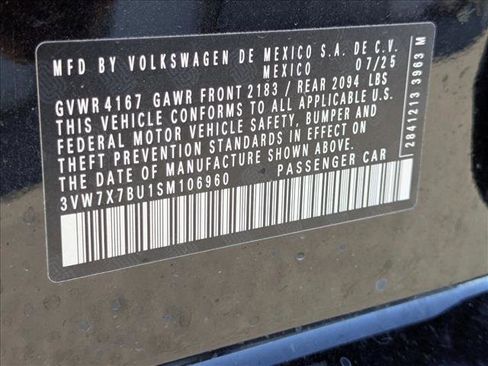 MFD BY VOLKSWAGEN DE MEXICO S.A. DE C.V.
MEXICO 07/25
GVWR 4167 GAWR FRONT 2183 / REAR 2094 LBS
THIS VEHICLE CONFORMS TO ALL APPLICABLE U.S.
FEDERAL MOTOR VEHICLE SAFETY, BUMPER AND
THEFT PREVENTION STANDARDS IN EFFECT ON
THE DATE OF MANUFACTURE SHOWN ABOVE.
3VW7X7BU1SM106960 PASSENGER CAR
2841213 3963 M